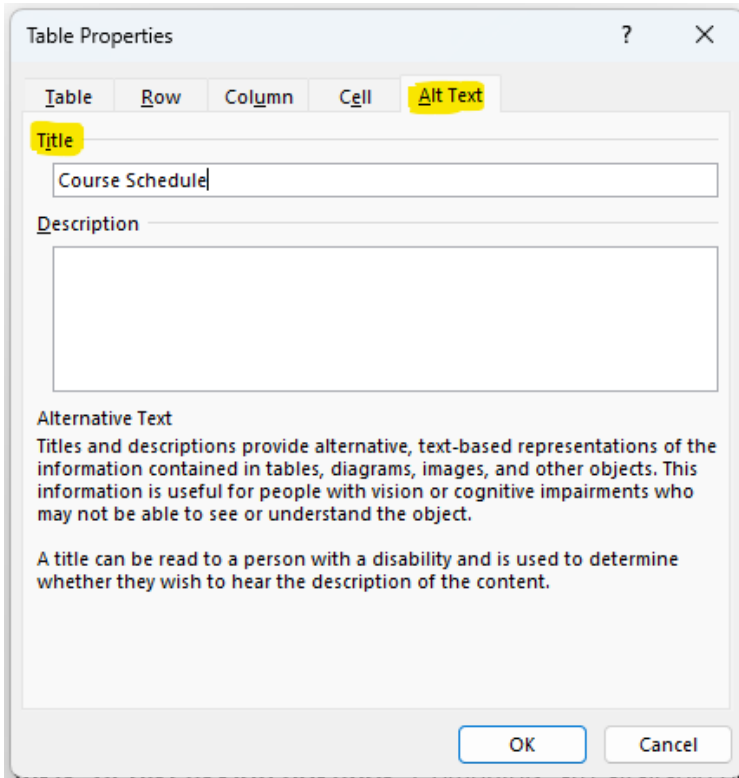 Table Properties ?
Table Row Column Cell Alt Text
Title
Course Schedule
Description
Alternative Text
Titles and descriptions provide alternative, text-based representations of the
information contained in tables, diagrams, images, and other objects. This
information is useful for people with vision or cognitive impairments who
may not be able to see or understand the object.
A title can be read to a person with a disability and is used to determine
whether they wish to hear the description of the content.
OK Cancel